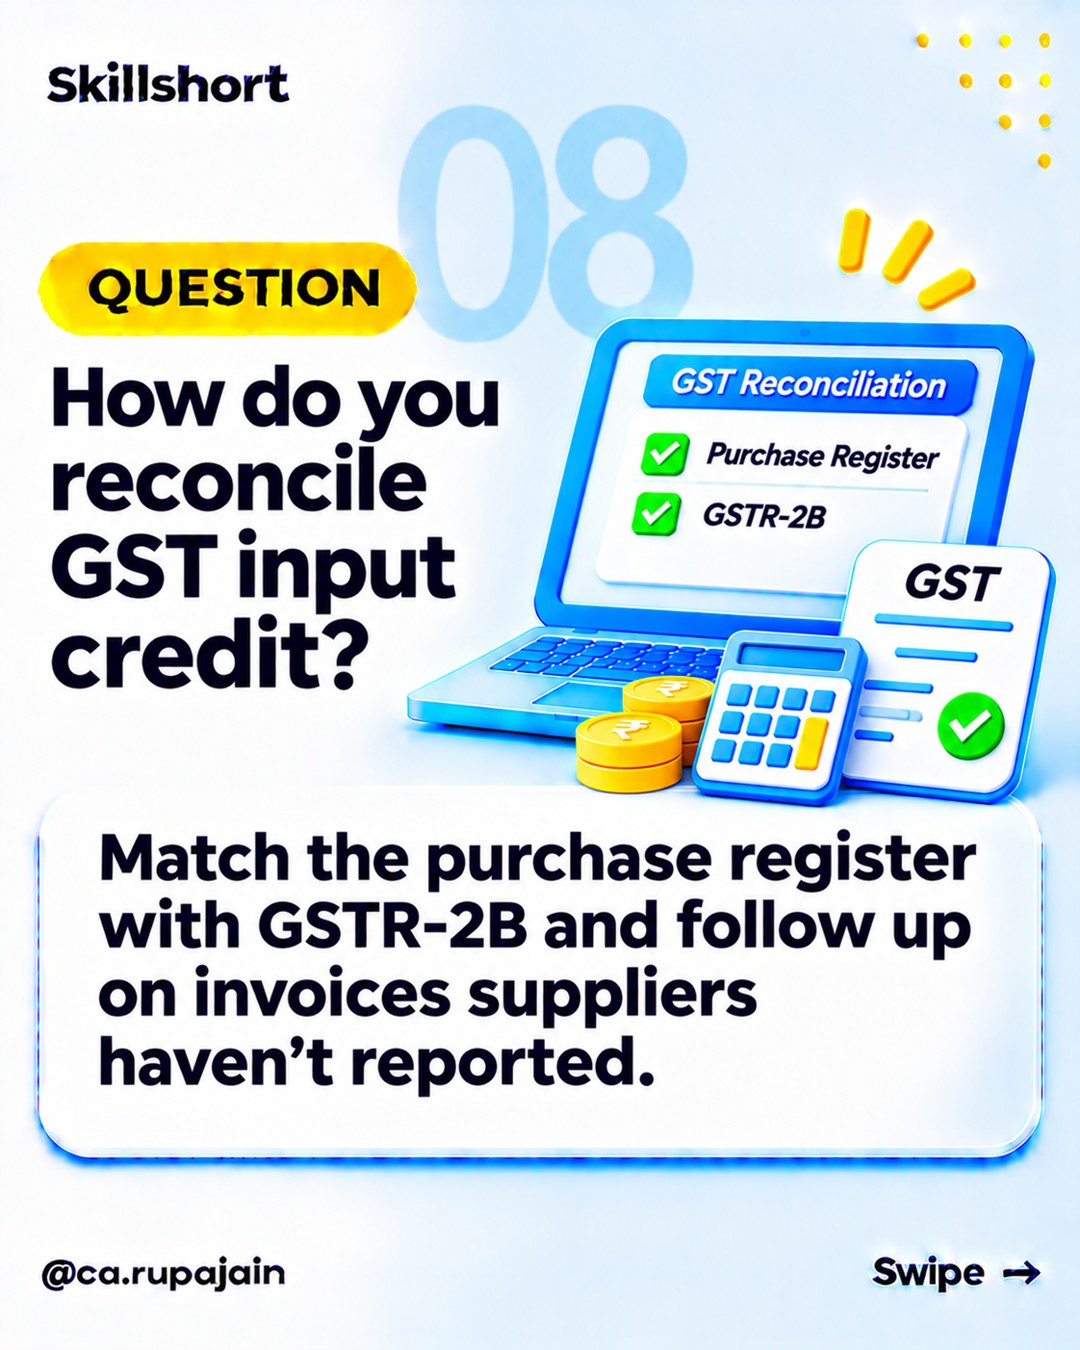 Skillshort
08
QUESTION
How do you
reconcile
GST input
credit?
GST Reconciliation
Purchase Register
GSTR-2B
GST
₹
₹
Match the purchase register
with GSTR-2B and follow up
on invoices suppliers
haven’t reported.
@ca.rupajain
Swipe →